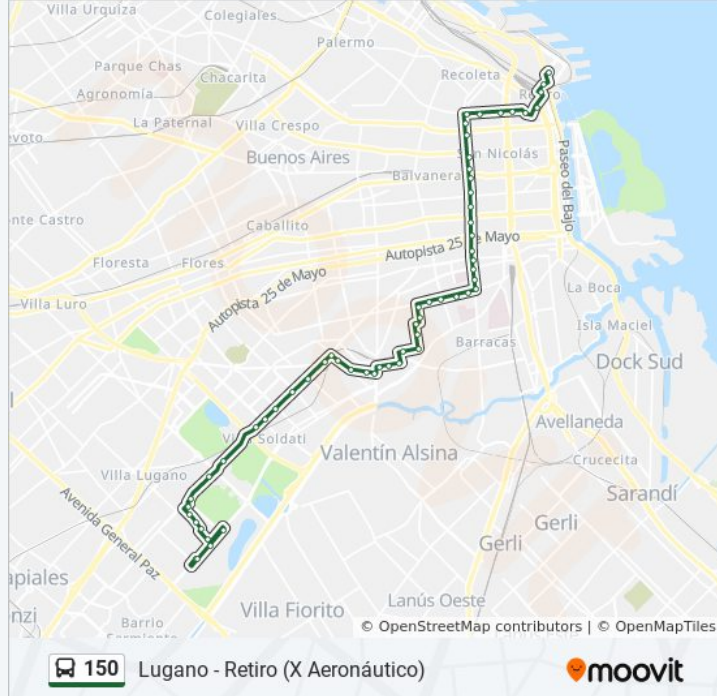 Villa Urquiza
Colegiales
Palermo
Parque Chas
Chacarita
Recoleta
Agronomía
La Paternal
Villa Crespo
evoto
San Nicolás
Buenos Aires
Balvanera
Paseo del Bajo
onte Castro
Caballito
Autopista 25 de Mayo
Floresta
Flores
Autopista 25 de Mayo
La Boca
Villa Luro
Isla Maciel
Barracas
Dock Sud
Avellaneda
Villa Soldati
Valentín Alsina
Crucecita
Villa Lugano
Sarandí
Avenida General Paz
Gerli
Gerli
apiales
Lanús Oeste
nzi
Villa Fiorito
Barrio
© OpenStreetMap contributors | © OpenMapTiles
150 Lugano - Retiro (X Aeronáutico)
moovit